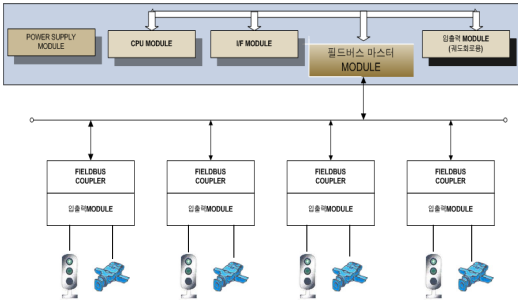 POWER SUPPLY
MODULE
CPU MODULE
I/F MODULE
필드버스 마스터
MODULE
입출력 MODULE
(궤도회로용)
FIELDBUS
COUPLER
입출력MODULE
FIELDBUS
COUPLER
입출력MODULE
FIELDBUS
COUPLER
입출력MODULE
FIELDBUS
COUPLER
입출력MODULE